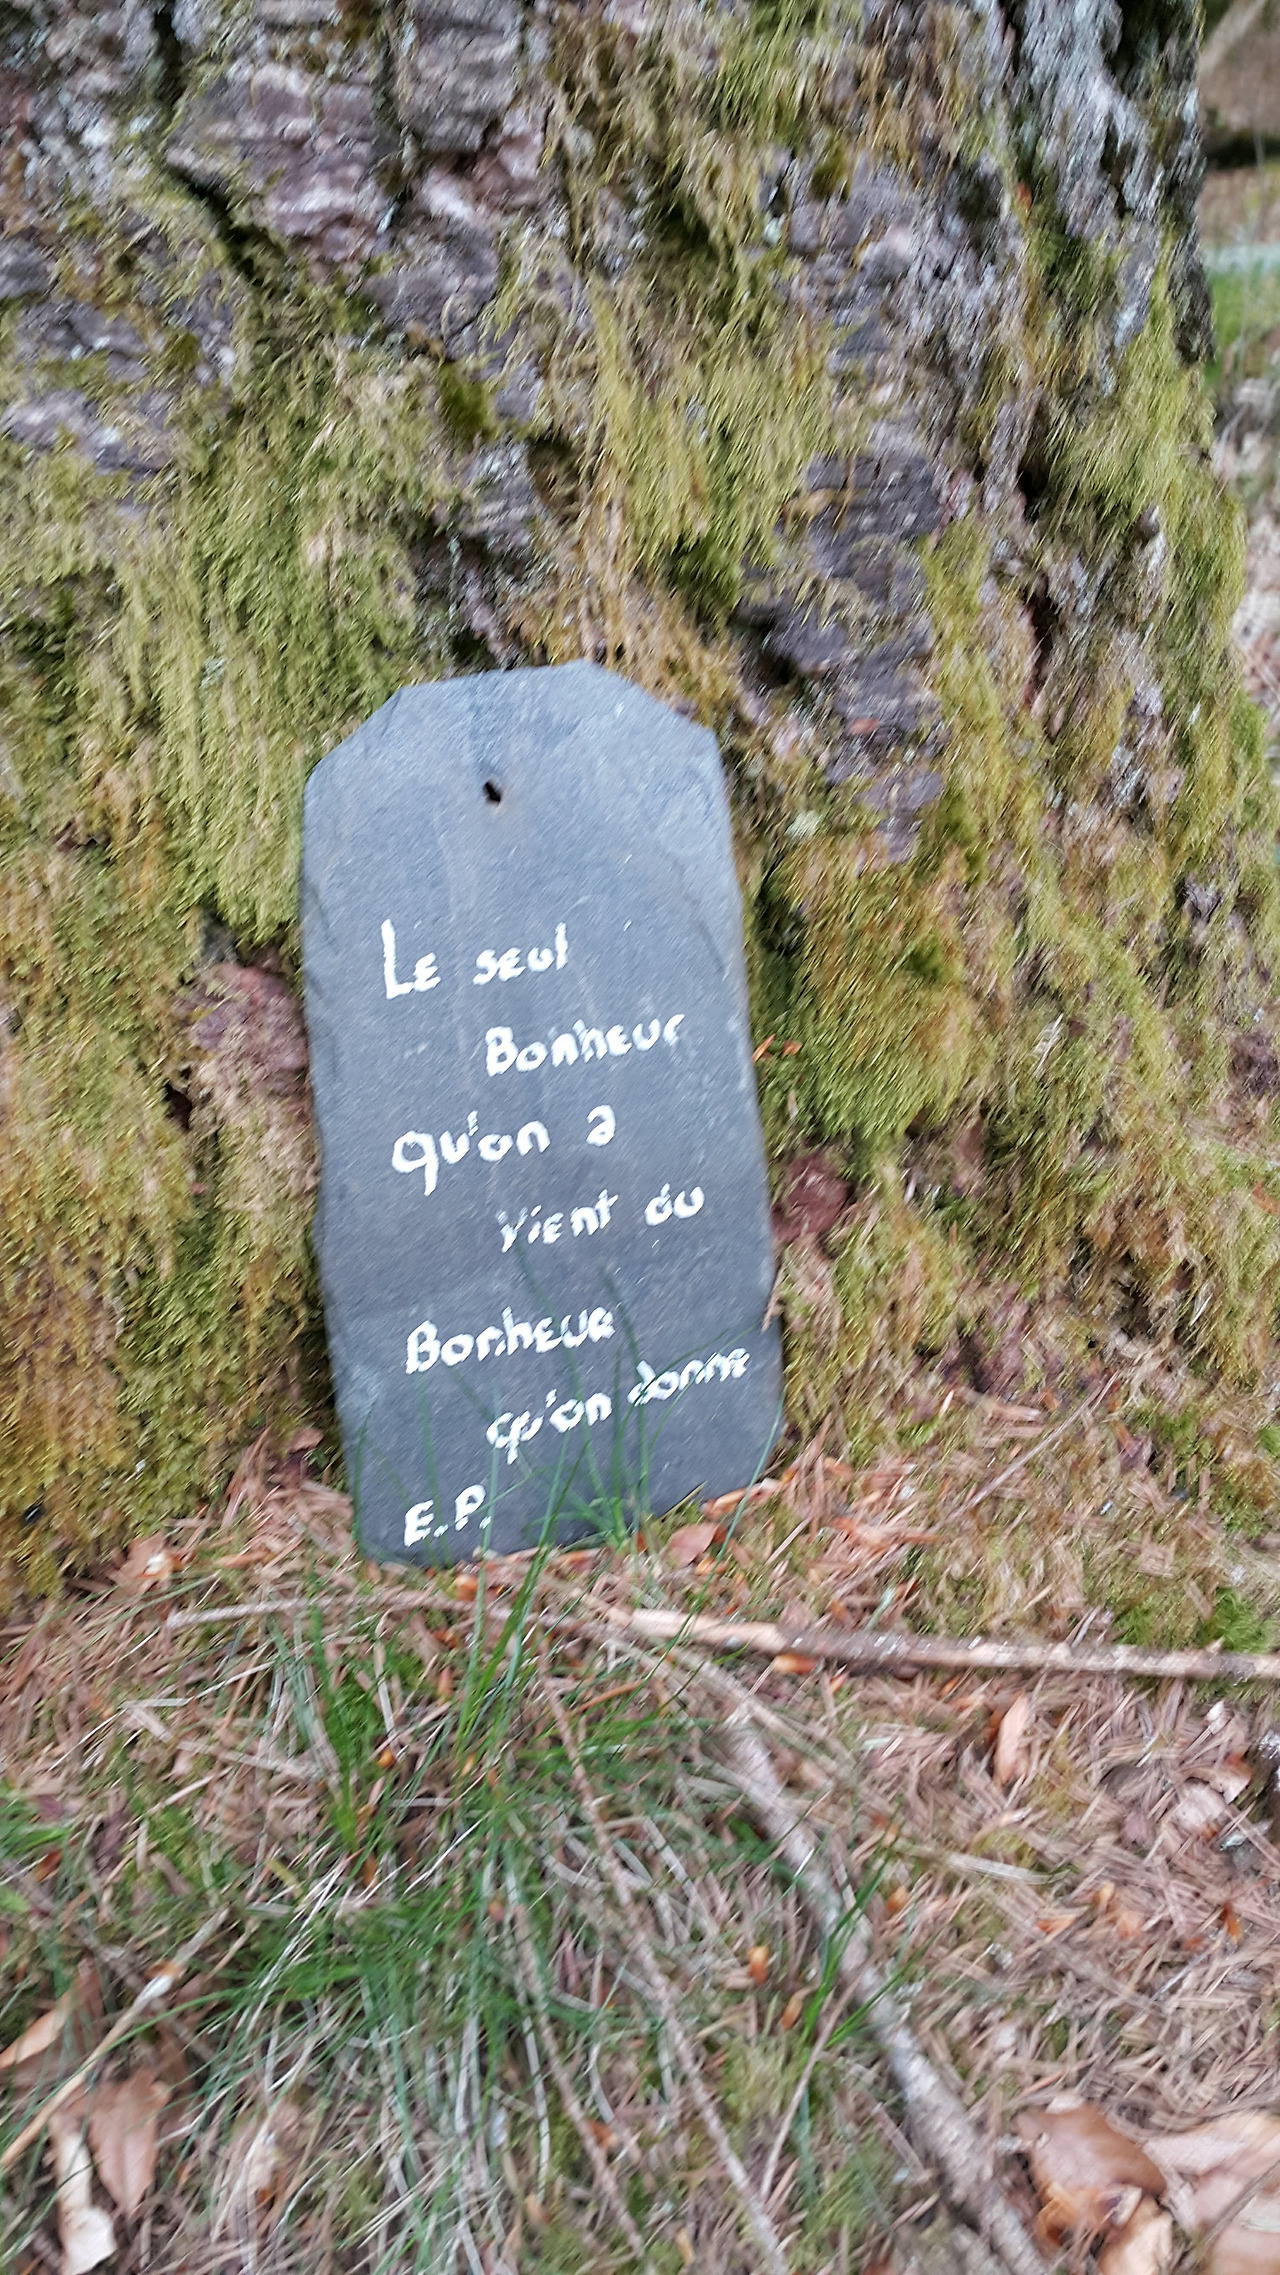 Le seul
Bonheur
qu'on a
vient du
Bonheur
qu'on donne
E.P.